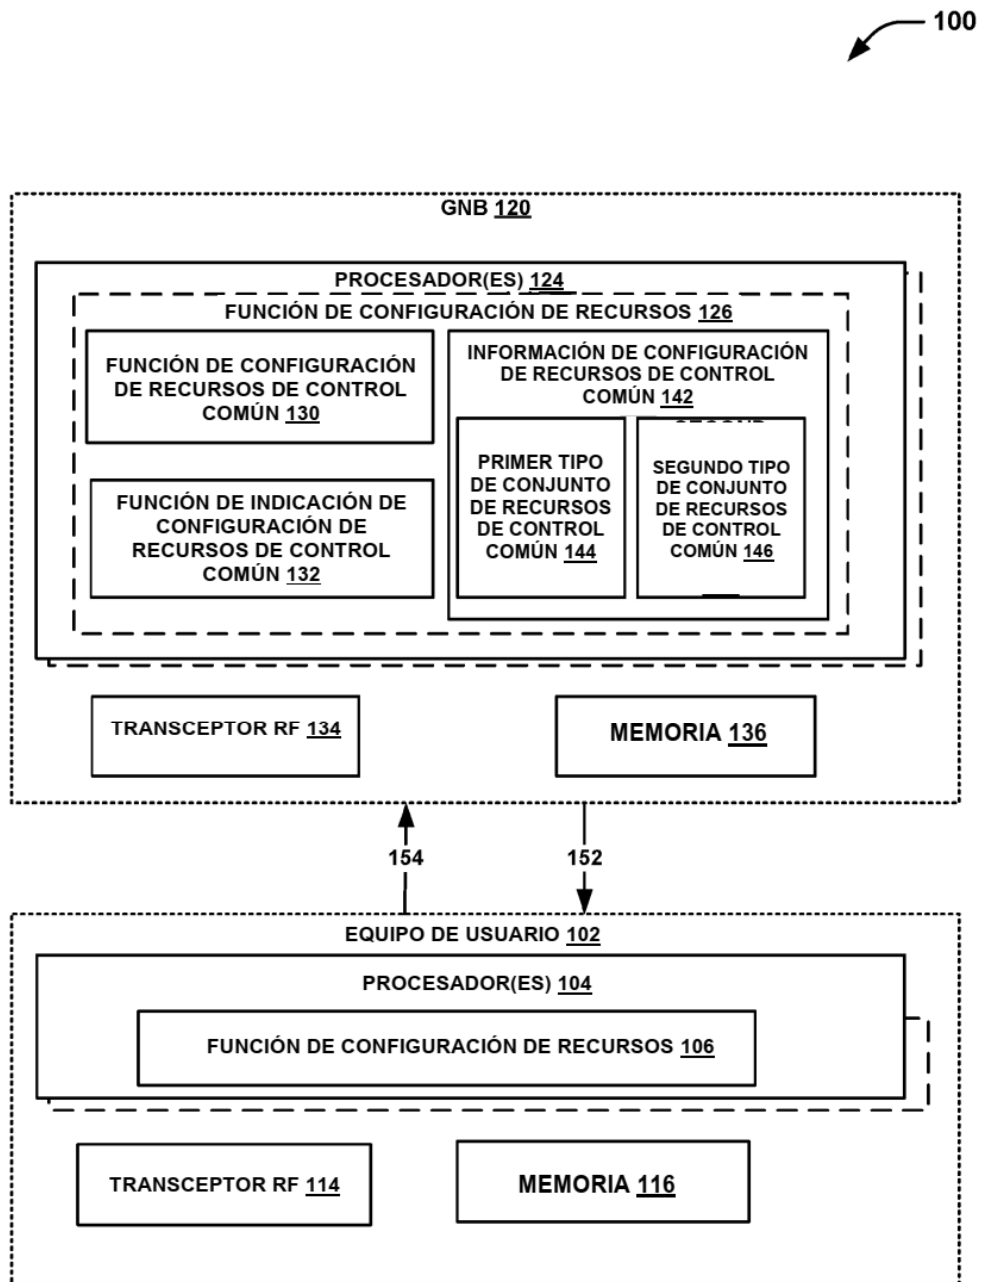 100
GNB 120
PROCESADOR(ES) 124
FUNCIÓN DE CONFIGURACIÓN DE RECURSOS 126
FUNCIÓN DE CONFIGURACIÓN
DE RECURSOS DE CONTROL
COMÚN 130
FUNCIÓN DE INDICACIÓN DE
CONFIGURACIÓN DE
RECURSOS DE CONTROL
COMÚN 132
INFORMACIÓN DE CONFIGURACIÓN
DE RECURSOS DE CONTROL
COMÚN 142
PRIMER TIPO
DE CONJUNTO
DE RECURSOS
DE CONTROL
COMÚN 144
SEGUNDO TIPO
DE CONJUNTO
DE RECURSOS
DE CONTROL
COMÚN 146
TRANSCEPTOR RF 134
MEMORIA 136
154
152
EQUIPO DE USUARIO 102
PROCESADOR(ES) 104
FUNCIÓN DE CONFIGURACIÓN DE RECURSOS 106
TRANSCEPTOR RF 114
MEMORIA 116